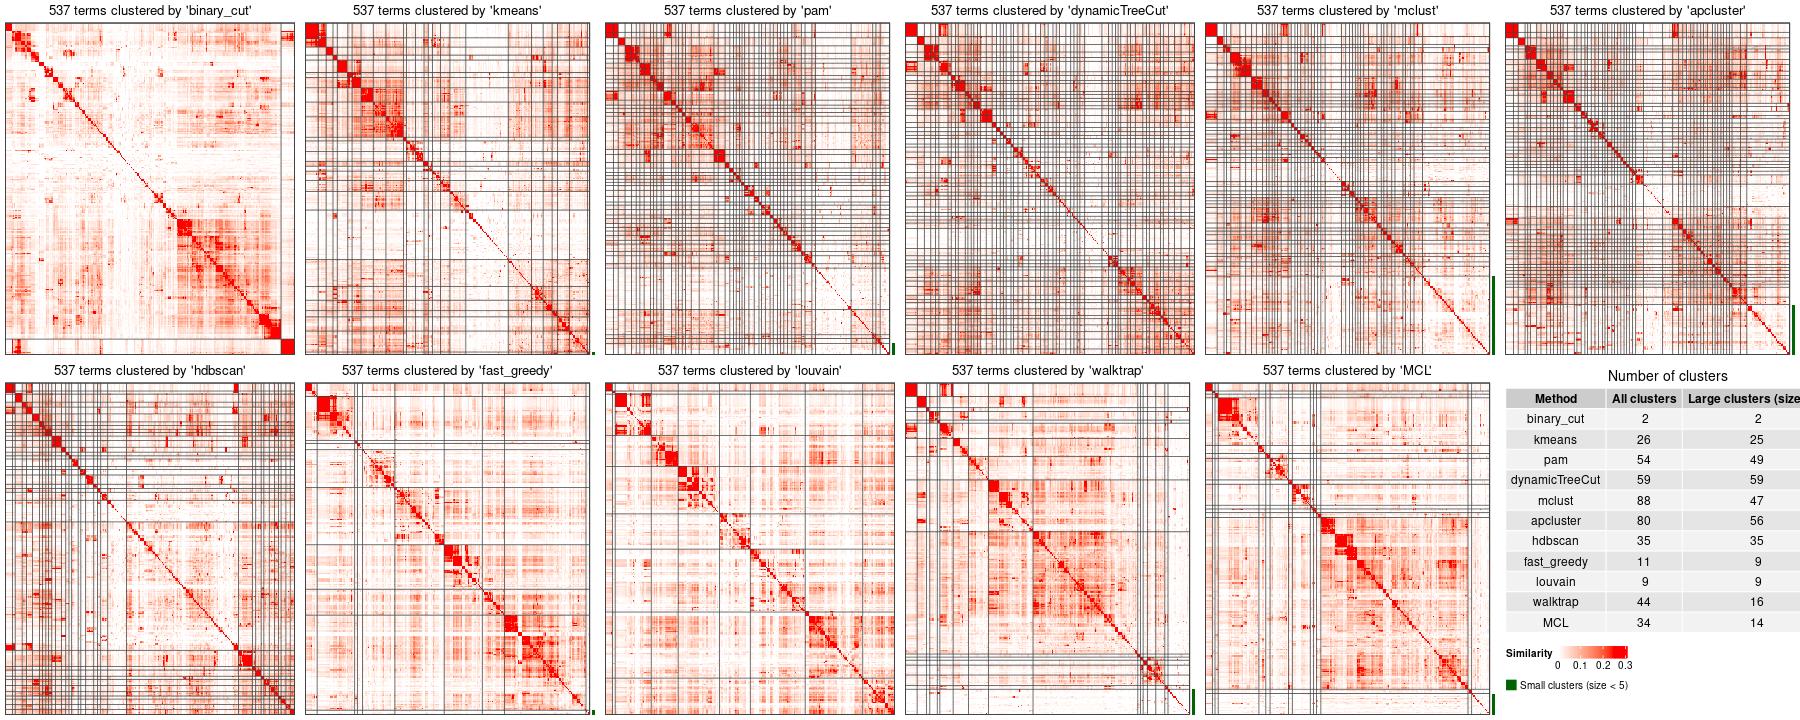 537 terms clustered by 'binary_cut'
537 terms clustered by 'kmeans'
537 terms clustered by 'pam'
537 terms clustered by 'dynamicTreeCut'
537 terms clustered by 'mclust'
537 terms clustered by 'apcluster'
537 terms clustered by 'hdbscan'
537 terms clustered by 'fast_greedy'
537 terms clustered by 'louvain'
537 terms clustered by 'walktrap'
537 terms clustered by 'MCL'
Number of clusters
Method All clusters Large clusters (size
binary_cut 2 2
kmeans 26 25
pam 54 49
dynamicTreeCut 59 59
mclust 88 47
apcluster 80 56
hdbscan 35 35
fast_greedy 11 9
louvain 9 9
walktrap 44 16
MCL 34 14
Similarity
0 0.1 0.2 0.3
Small clusters (size < 5)